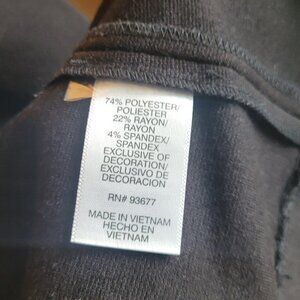 74% POLYESTER/
POLIESTER
22% RAYON/
RAYON
4% SPANDEX/
SPANDEX
EXCLUSIVE OF
DECORATION/
EXCLUSIVO DE
DECORACION
RN# 93677
MADE IN VIETNAM
HECHO EN
VIETNAM